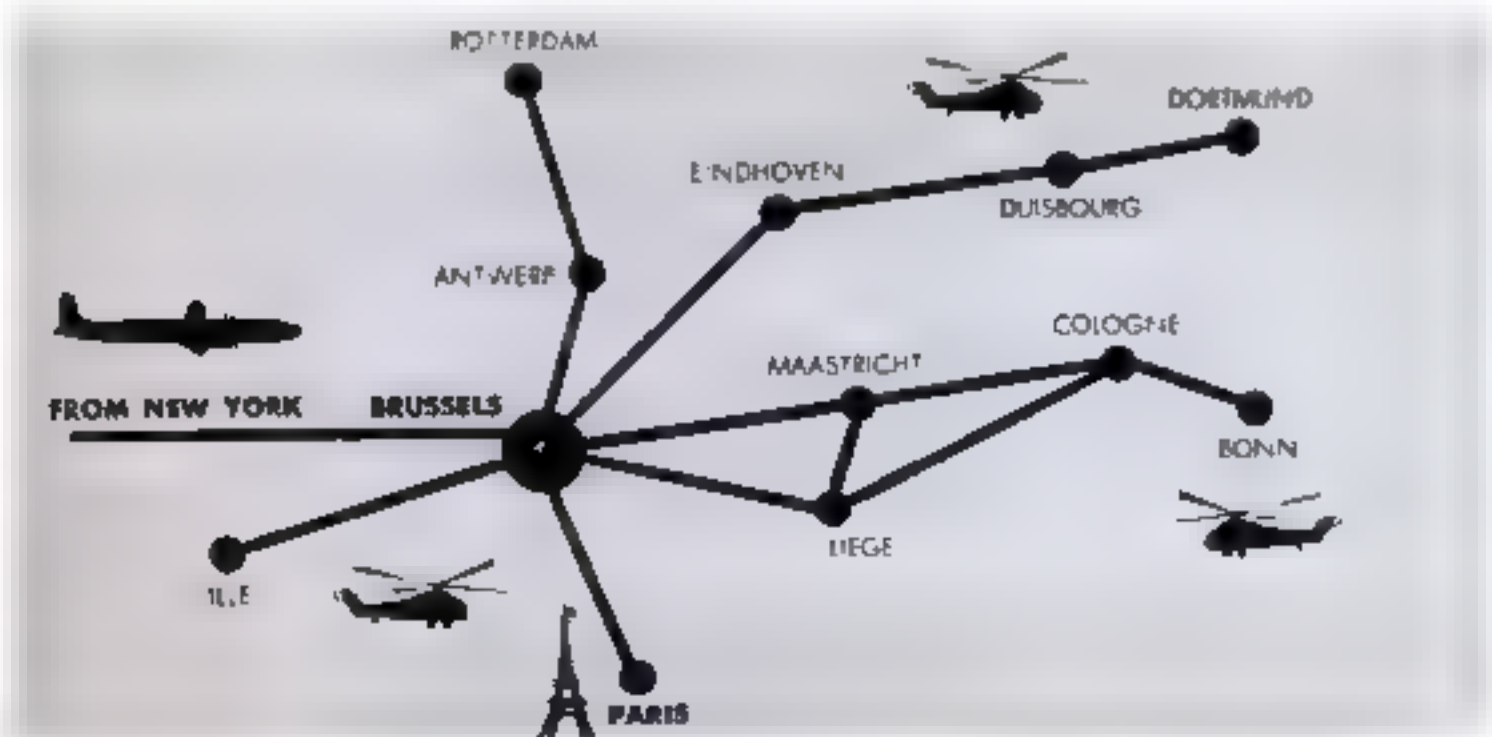 ROTTERDAM
DORTMUND
EINDHOVEN
DUISBOURG
ANTWERP
COLOGNE
MAASTRICHT
FROM NEW YORK
BRUSSELS
BONN
LIEGE
PARIS